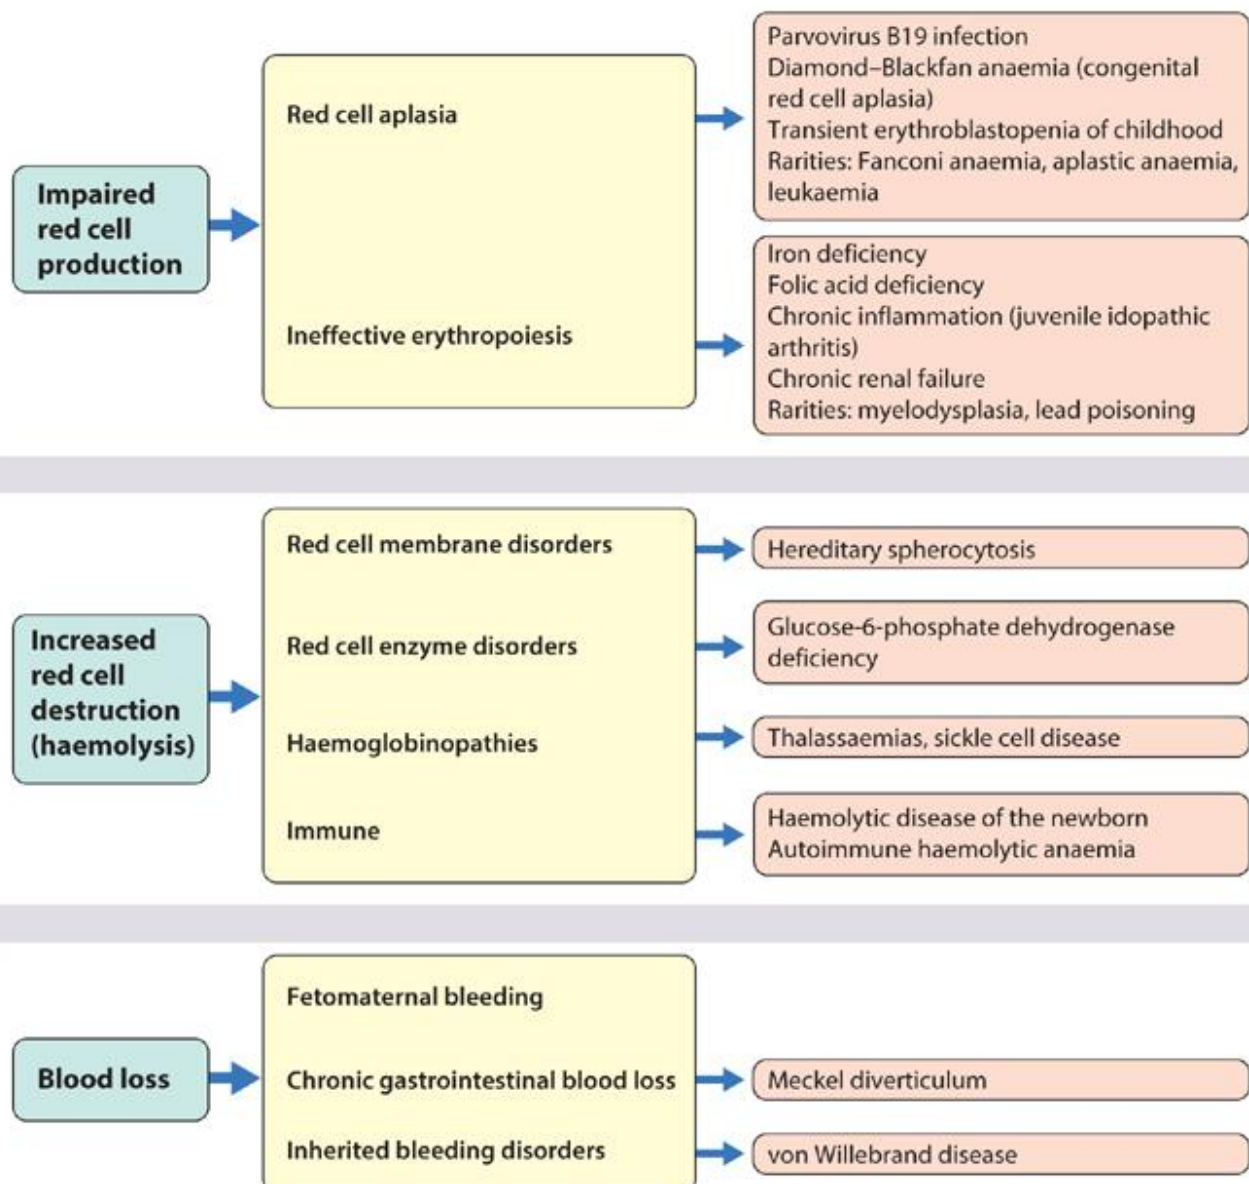 Impaired
red cell
production
Red cell aplasia
Parvovirus B19 infection
Diamond–Blackfan anaemia (congenital
red cell aplasia)
Transient erythroblastopenia of childhood
Rarities: Fanconi anaemia, aplastic anaemia,
leukaemia
Ineffective erythropoiesis
Iron deficiency
Folic acid deficiency
Chronic inflammation (juvenile idopathic
arthritis)
Chronic renal failure
Rarities: myelodysplasia, lead poisoning
Increased
red cell
destruction
(haemolysis)
Red cell membrane disorders
Hereditary spherocytosis
Red cell enzyme disorders
Glucose-6-phosphate dehydrogenase
deficiency
Haemoglobinopathies
Thalassaemias, sickle cell disease
Immune
Haemolytic disease of the newborn
Autoimmune haemolytic anaemia
Blood loss
Fetomaternal bleeding
Chronic gastrointestinal blood loss
Meckel diverticulum
Inherited bleeding disorders
von Willebrand disease